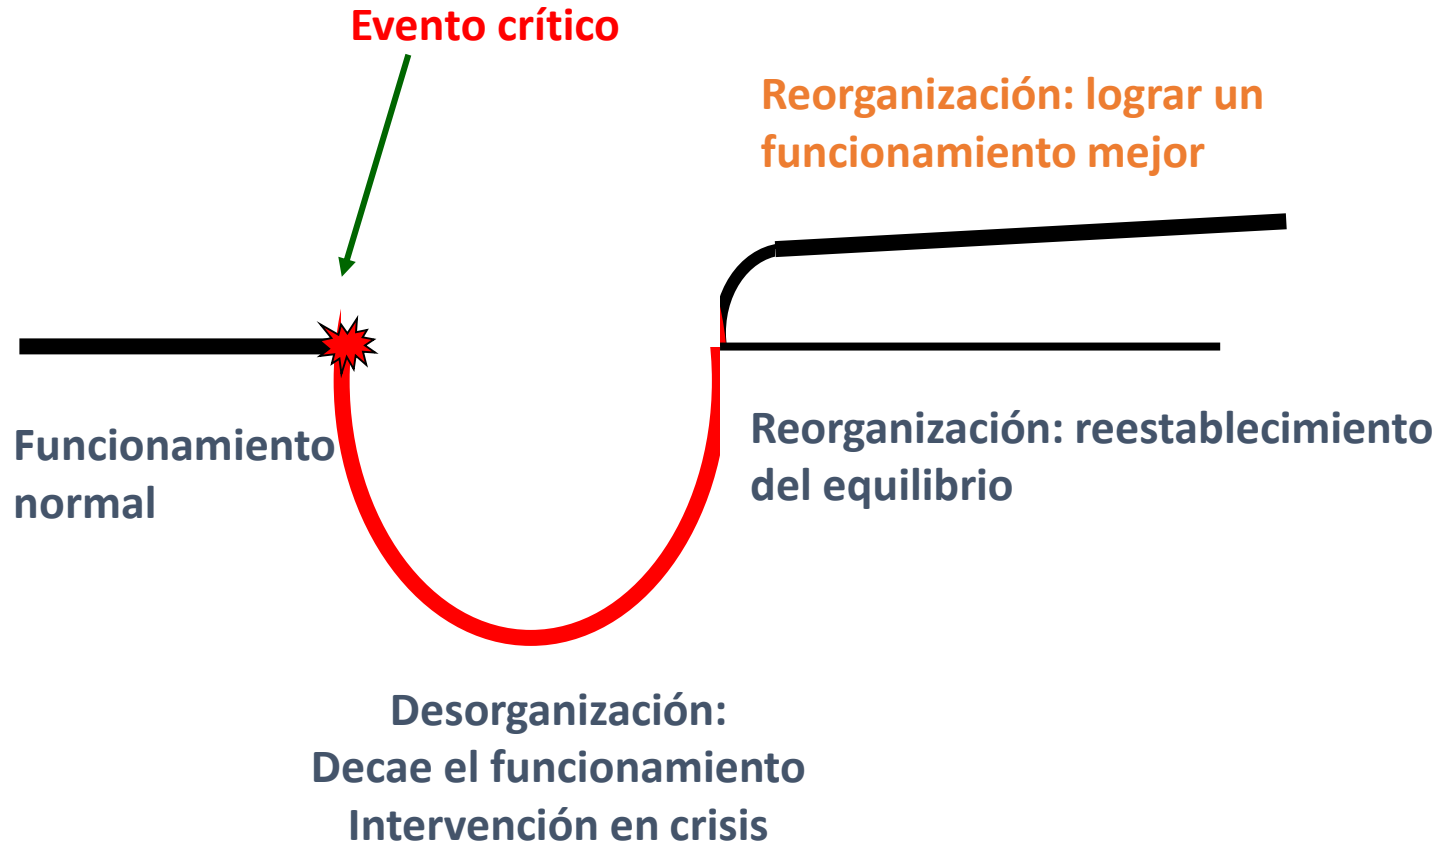 Evento crítico
Reorganización: lograr un
funcionamiento mejor
Funcionamiento
normal
Reorganización: reestablecimiento
del equilibrio
Desorganización:
Decae el funcionamiento
Intervención en crisis